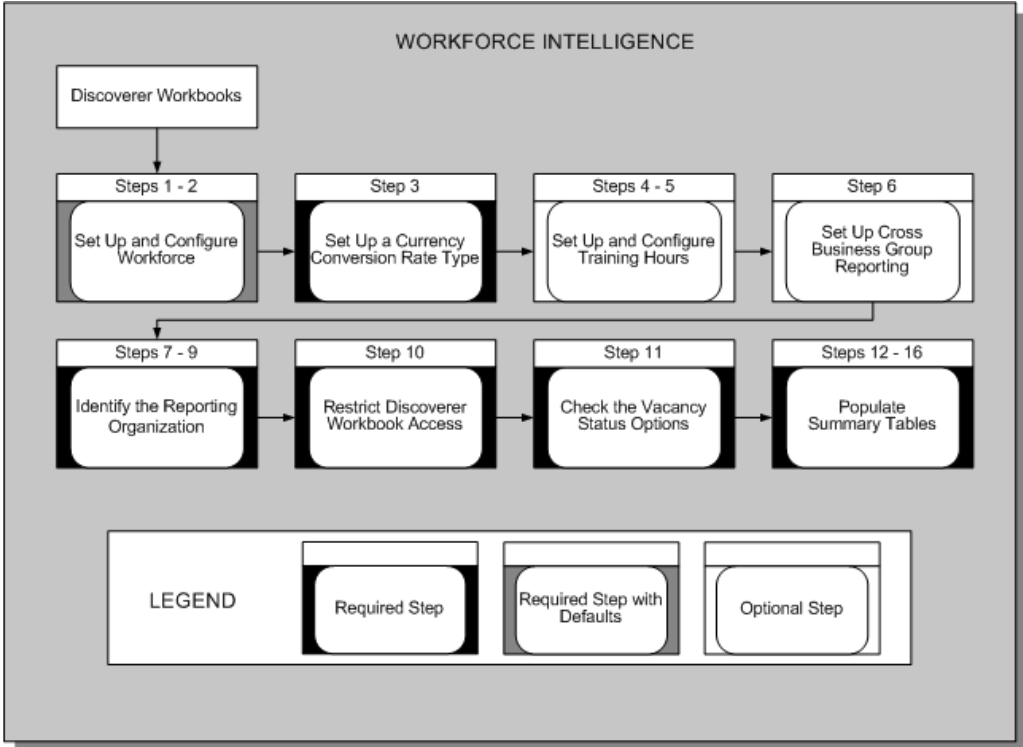 WORKFORCE INTELLIGENCE
Discoverer Workbooks
Steps 1 - 2
Set Up and Configure
Workforce
Step 3
Set Up a Currency
Conversion Rate Type
Steps 4 - 5
Set Up and Configure
Training Hours
Step 6
Set Up Cross
Business Group
Reporting
Steps 7 - 9
Identify the Reporting
Organization
Step 10
Restrict Discoverer
Workbook Access
Step 11
Check the Vacancy
Status Options
Steps 12 - 16
Populate
Summary Tables
LEGEND
Required Step
Required Step with
Defaults
Optional Step